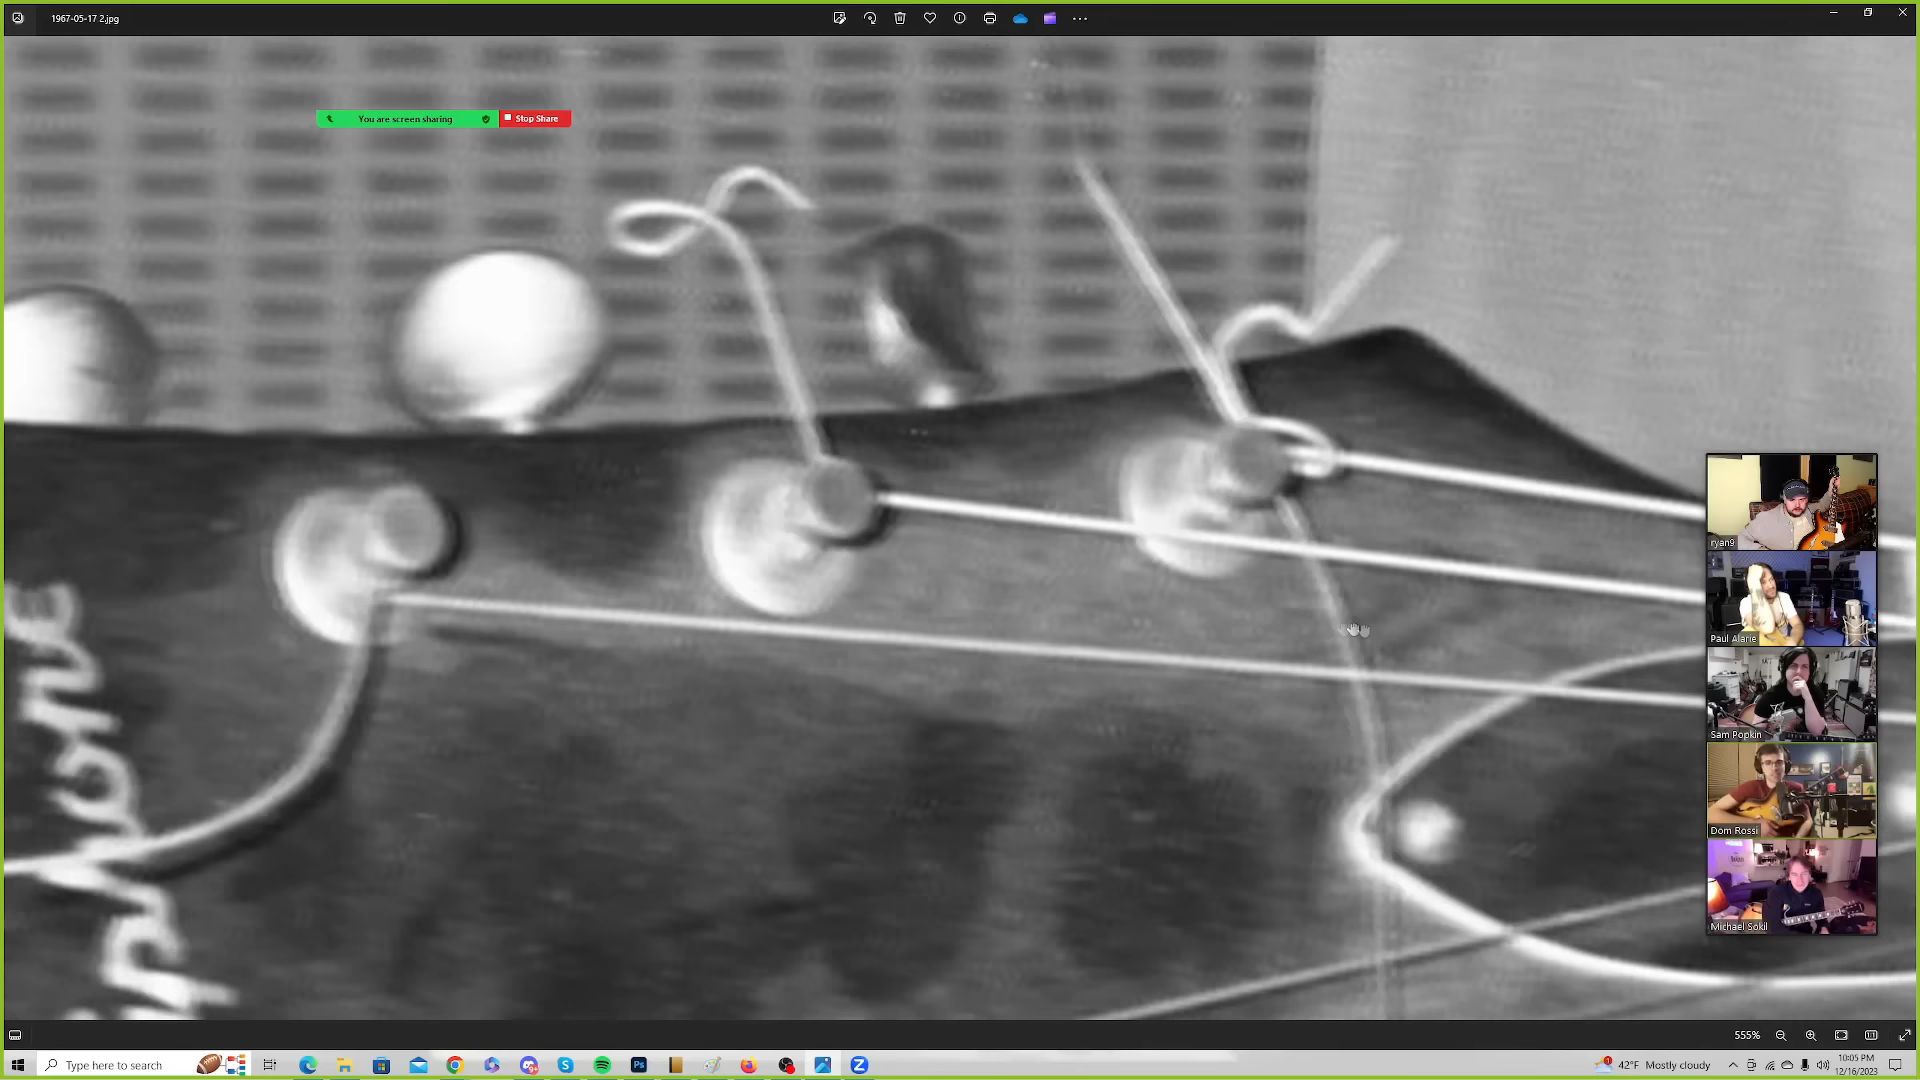 1967-05-17 2.jpg
You are screen sharing
Stop Share
ryan9
Paul Alarie
Sam Popkin
Dom Rossi
Michael Sokil
555%
Type here to search
42°F Mostly cloudy
10:05 PM
12/16/2023